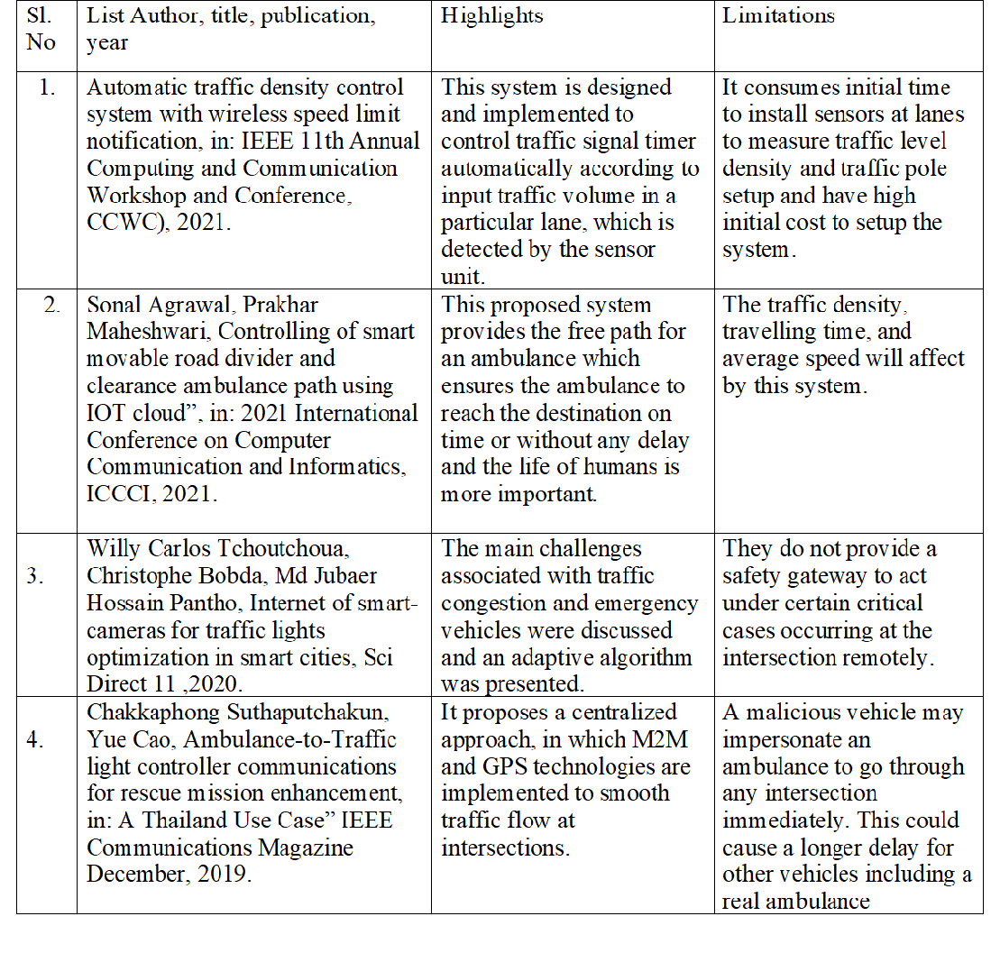 Sl.
No
List Author, title, publication,
year
Highlights
Limitations
1.
Automatic traffic density control
system with wireless speed limit
notification, in: IEEE 11th Annual
Computing and Communication
Workshop and Conference,
CCWC), 2021.
This system is designed
and implemented to
control traffic signal timer
automatically according to
input traffic volume in a
particular lane, which is
detected by the sensor
unit.
It consumes initial time
to install sensors at lanes
to measure traffic level
density and traffic pole
setup and have high
initial cost to setup the
system.
2.
Sonal Agrawal, Prakhar
Maheshwari, Controlling of smart
movable road divider and
clearance ambulance path using
IOT cloud”, in: 2021 International
Conference on Computer
Communication and Informatics,
ICCCI, 2021.
This proposed system
provides the free path for
an ambulance which
ensures the ambulance to
reach the destination on
time or without any delay
and the life of humans is
more important.
The traffic density,
travelling time, and
average speed will affect
by this system.
3.
Willy Carlos Tchoutchoua,
Christophe Bobda, Md Jubaer
Hossain Pantho, Internet of smart-
cameras for traffic lights
optimization in smart cities, Sci
Direct 11 ,2020.
The main challenges
associated with traffic
congestion and emergency
vehicles were discussed
and an adaptive algorithm
was presented.
They do not provide a
safety gateway to act
under certain critical
cases occurring at the
intersection remotely.
4.
Chakkaphong Suthaputchakun,
Yue Cao, Ambulance-to-Traffic
light controller communications
for rescue mission enhancement,
in: A Thailand Use Case” IEEE
Communications Magazine
December, 2019.
It proposes a centralized
approach, in which M2M
and GPS technologies are
implemented to smooth
traffic flow at
intersections.
A malicious vehicle may
impersonate an
ambulance to go through
any intersection
immediately. This could
cause a longer delay for
other vehicles including a
real ambulance